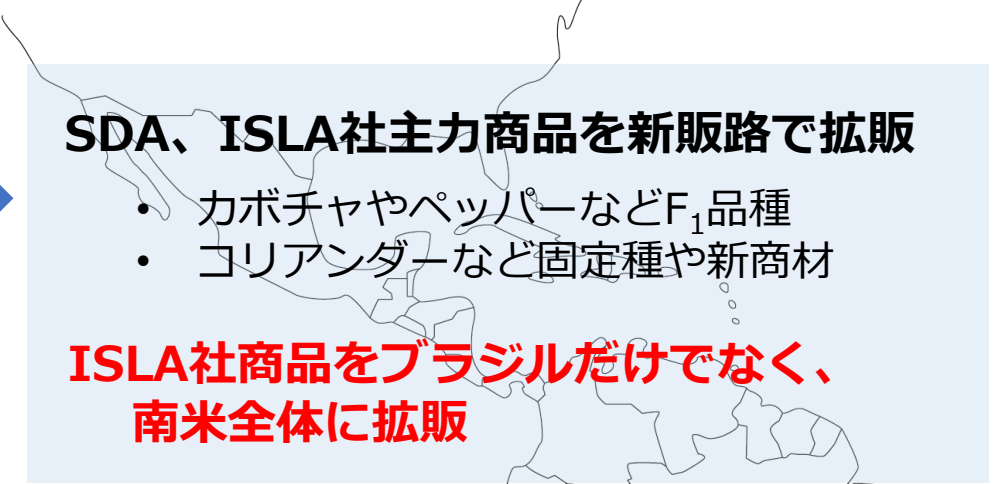 SDA、ISLA社主力商品を新販路で拡販
• カボチャやペッパーなどF₁品種
• コリアンダーなど固定種や新商材
ISLA社商品をブラジルだけでなく、
南米全体に拡販